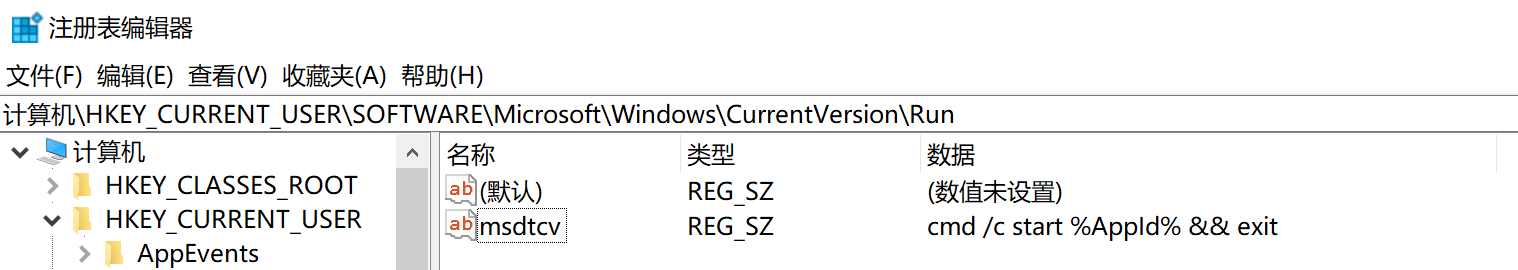 注册表编辑器
文件(F) 编辑(E) 查看(V) 收藏夹(A) 帮助(H)
计算机\HKEY_CURRENT_USER\SOFTWARE\Microsoft\Windows\CurrentVersion\Run
计算机
HKEY_CLASSES_ROOT
HKEY_CURRENT_USER
AppEvents
名称 类型 数据
ab (默认) REG_SZ (数值未设置)
ab msdtcv REG_SZ cmd /c start %AppId% && exit